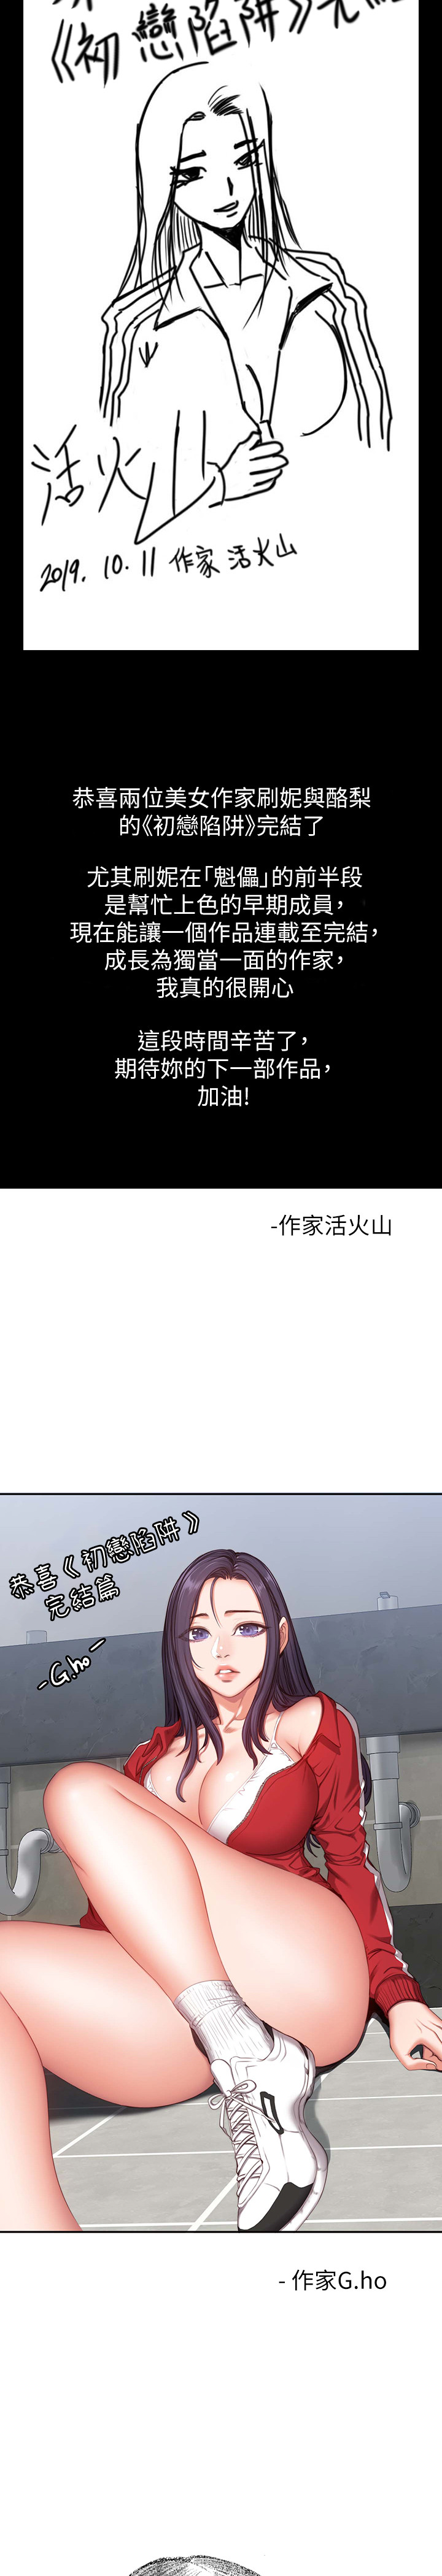 《初戀陷阱》完結
活火山
2019. 10. 11 作家 活火山
恭喜兩位美女作家刷妮與酪梨
的《初戀陷阱》完結了
尤其刷妮在「魁儡」的前半段
是幫忙上色的早期成員，
現在能讓一個作品連載至完結，
成長為獨當一面的作家，
我真的很開心
這段時間辛苦了，
期待妳的下一部作品，
加油!
-作家活火山
恭喜《初戀陷阱》
完結篇
-G.ho-
- 作家G.ho